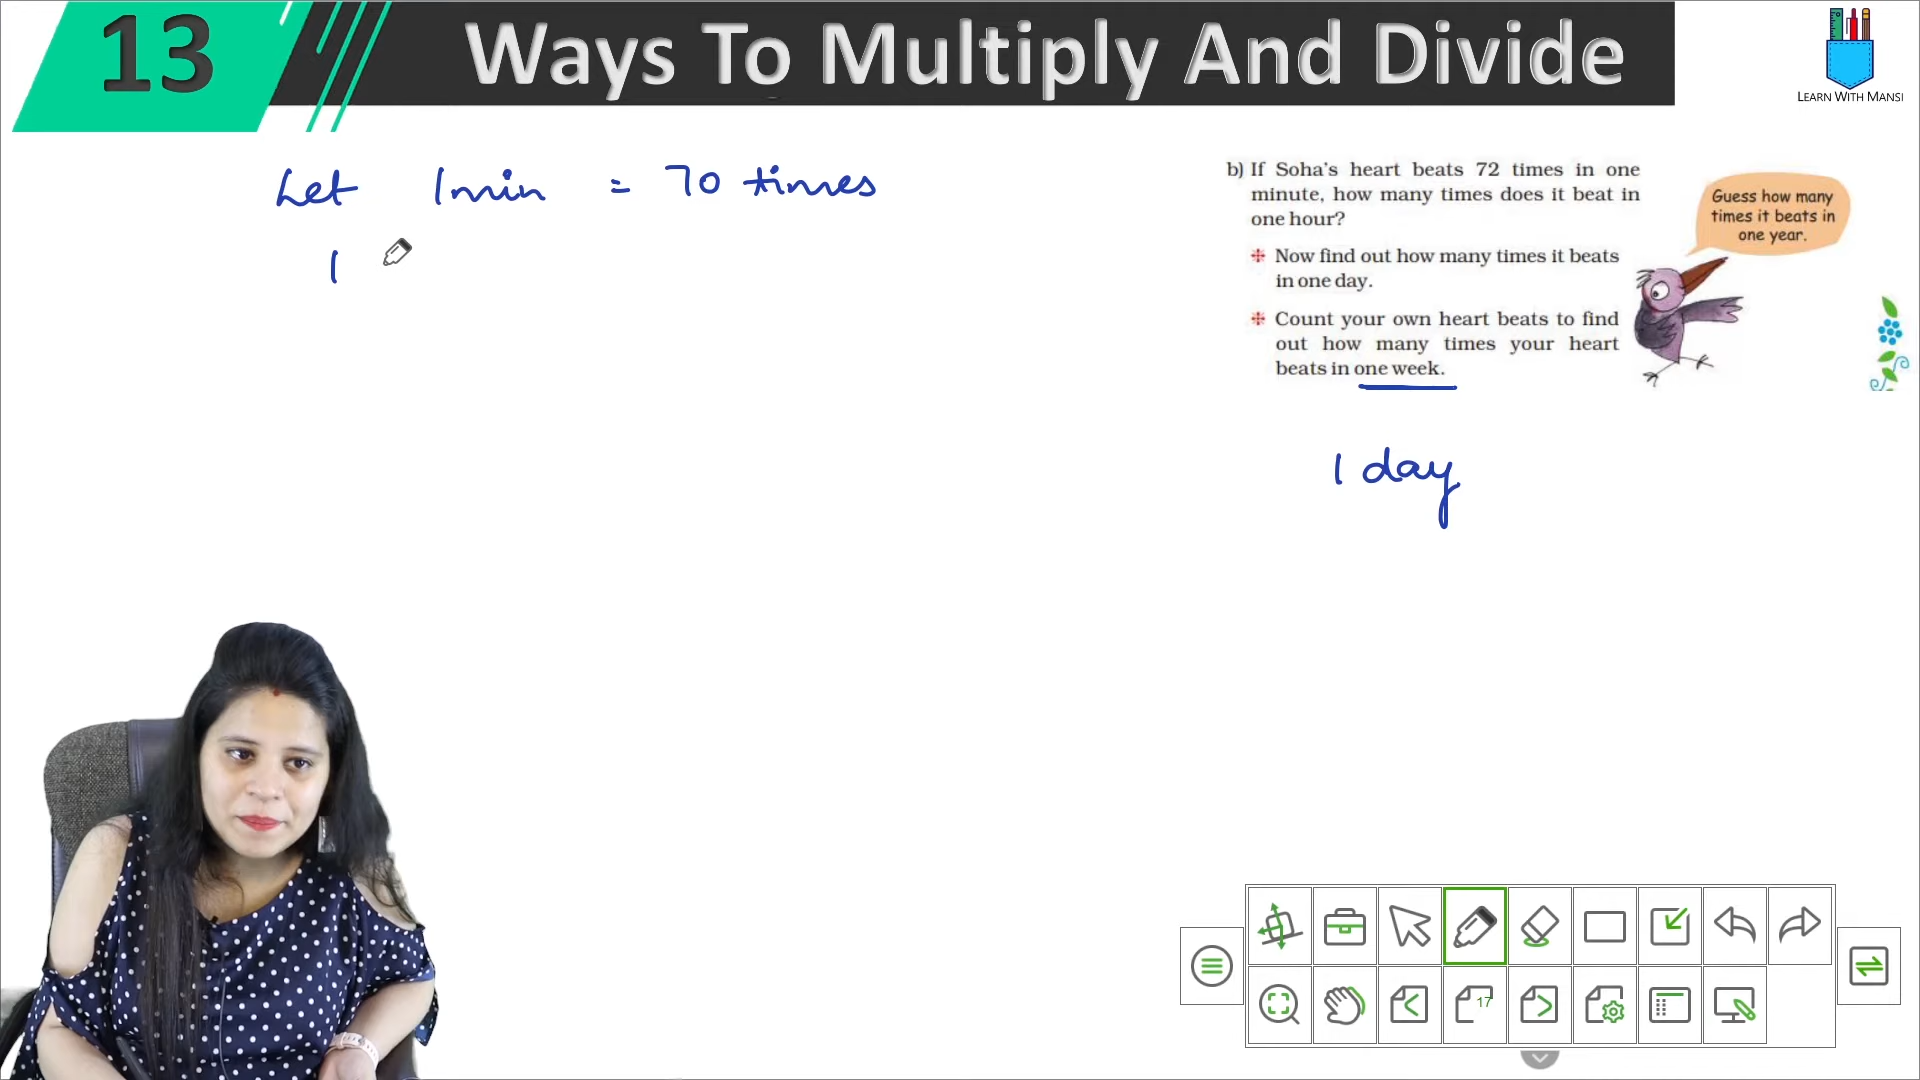 13
Ways To Multiply And Divide
LEARN WITH MANSI
Let 1min = 70 times
1
b) If Soha's heart beats 72 times in one
minute, how many times does it beat in
one hour?
Now find out how many times it beats
in one day.
Count your own heart beats to find
out how many times your heart
beats in one week.
Guess how many
times it beats in
one year.
1 day
17